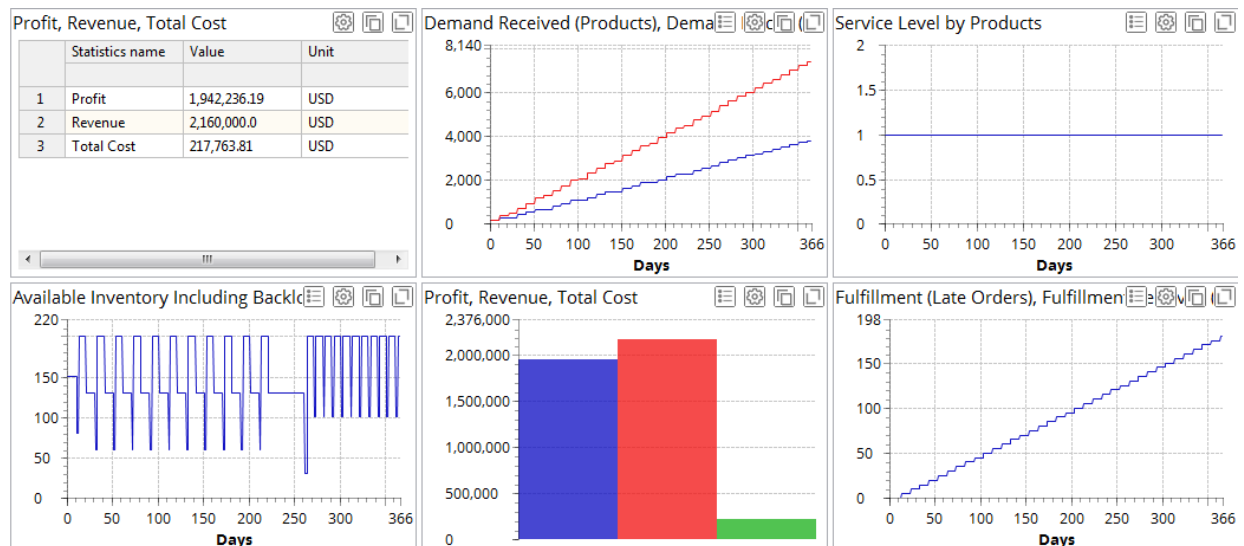 Profit, Revenue, Total Cost
Statistics name Value Unit
1 Profit 1,942,236.19 USD
2 Revenue 2,160,000.0 USD
3 Total Cost 217,763.81 USD
Demand Received (Products),
8,140
6,000
4,000
2,000
0
0 50 100 150 200 250 300 366
Days
Service Level by Products
2
1.5
1
0.5
0
0 50 100 150 200 250 300 366
Days
Available Inventory Including
220
150
100
50
0
0 50 100 150 200 250 300 366
Days
Profit, Revenue, Total Cost
2,376,000
2,000,000
1,500,000
1,000,000
500,000
0
Fulfillment (Late Orders),
198
150
100
50
0
0 50 100 150 200 250 300 366
Days